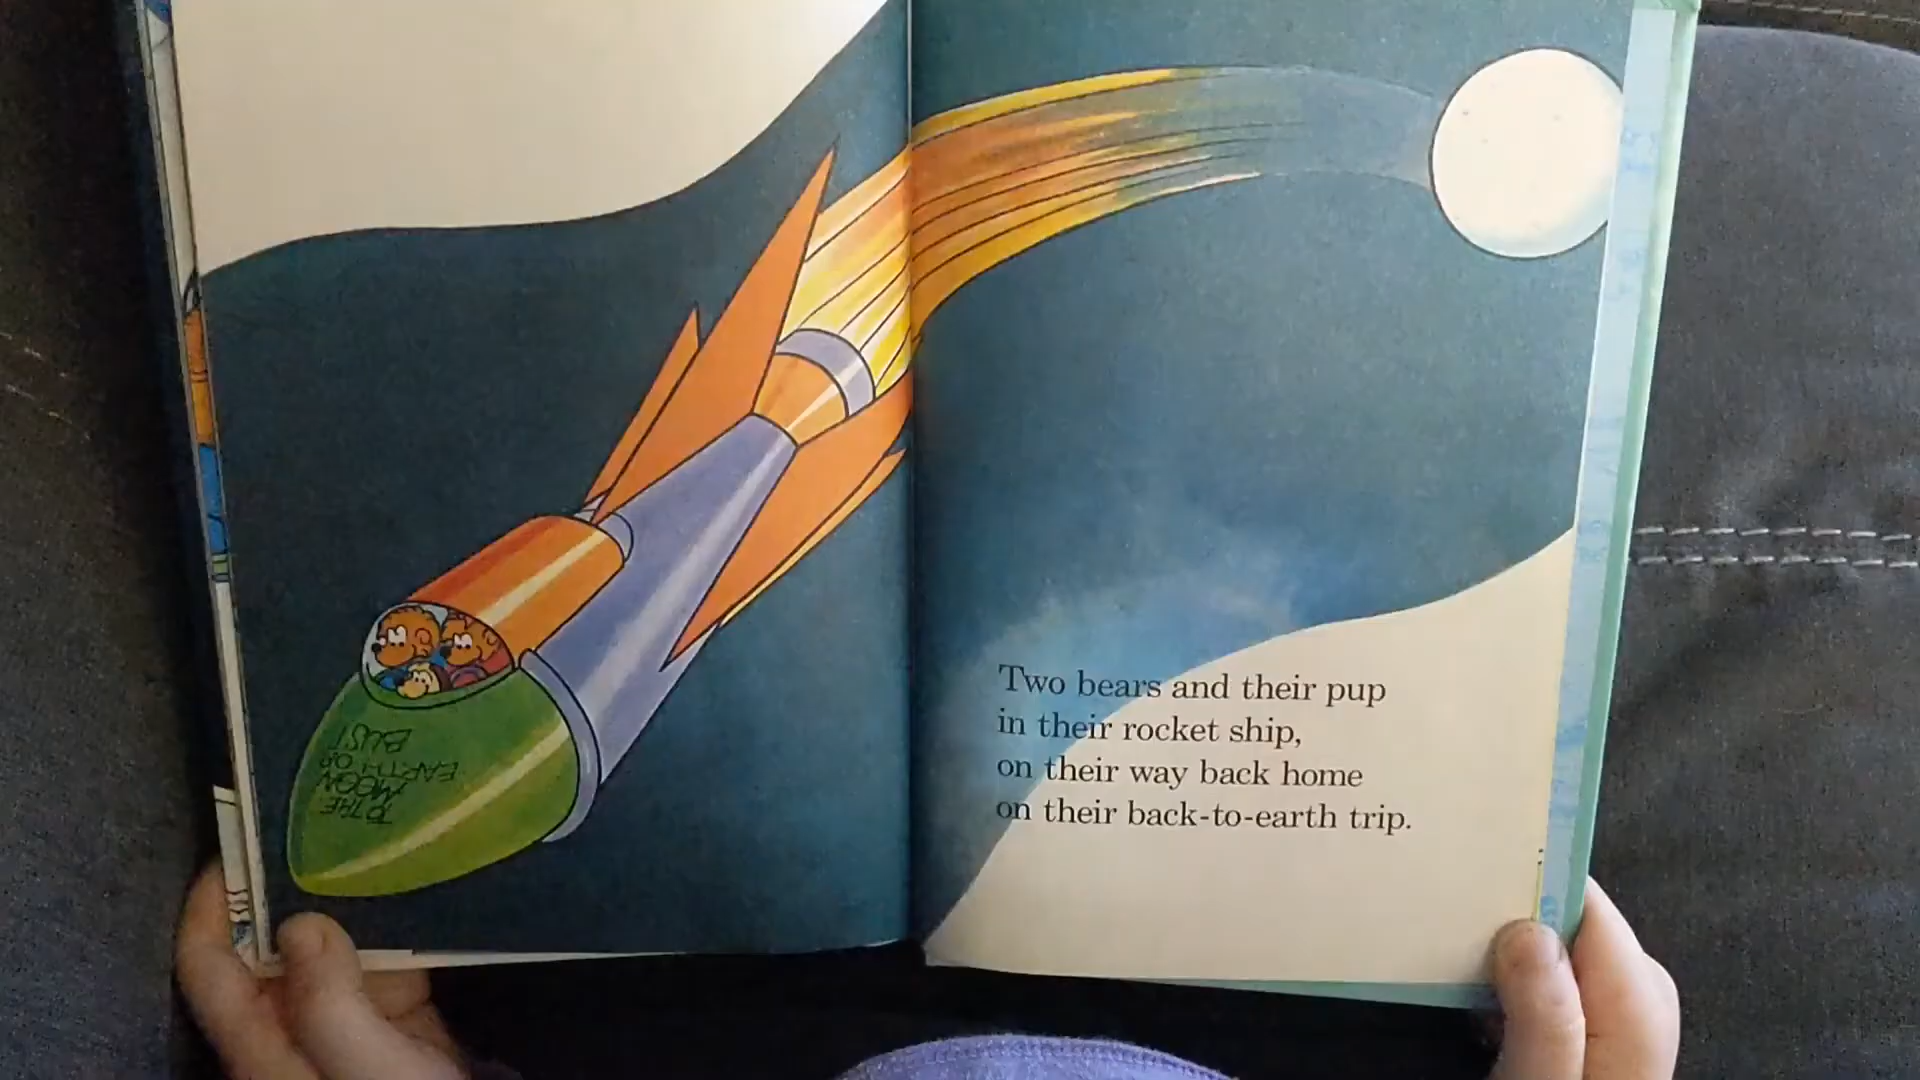 TO THE
MOON
EARTH OR
BUST
Two bears and their pup
in their rocket ship,
on their way back home
on their back-to-earth trip.